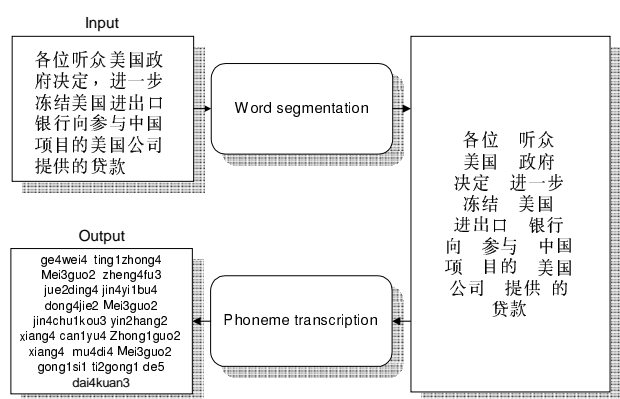 Input
各位听众美国政
府决定，进一步
冻结美国进出口
银行向参与中国
项目的美国公司
提供的贷款
Word segmentation
各位 听众
美国 政府
决定 进一步
冻结 美国
进出口 银行
向 参与 中国
项 目的 美国
公司 提供 的
贷款
Phoneme transcription
Output
ge4wei4 ting1zhong4
Mei3guo2 zheng4fu3
jue2ding4 jin4yi1bu4
dong4jie2 Mei3guo2
jin4chu1kou3 yin2hang2
xiang4 can1yu4 Zhong1guo2
xiang4 mu4di4 Mei3guo2
gong1si1 ti2gong1 de5
dai4kuan3